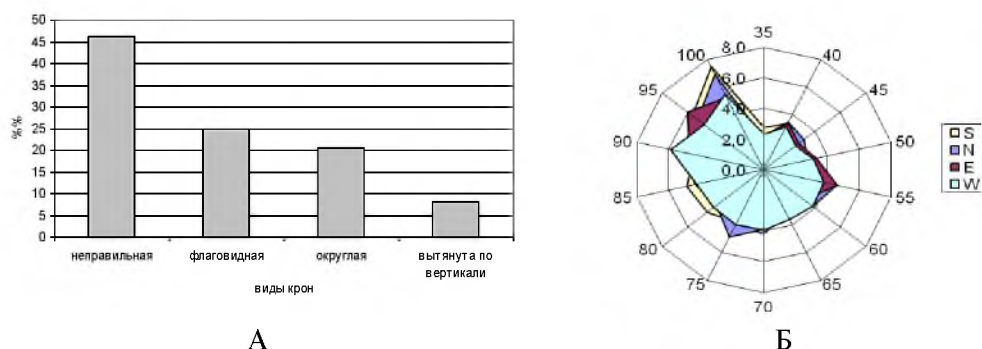 50
45
40
35
30
25
20
15
10
5
0
%%
неправильная
флаговидная
округлая
вытянута по
вертикали
виды крон
А
35
40
45
50
55
60
65
70
75
80
85
90
95
100
8.0
6.0
4.0
2.0
0.0
S
N
E
W
Б